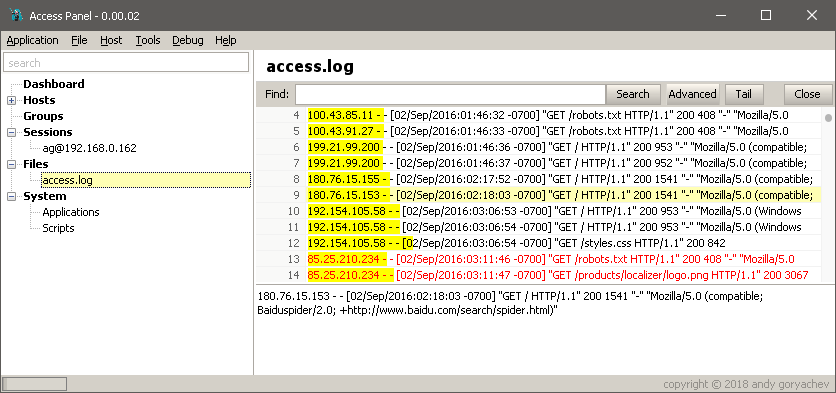 Access Panel - 0.00.02
Application File Host Tools Debug Help
search
Dashboard
Hosts
Groups
Sessions
ag@192.168.0.162
Files
access.log
System
Applications
Scripts
access.log
Find: Search Advanced Tail Close
4 100.43.85.11 - - [02/Sep/2016:01:46:32 -0700] "GET /robots.txt HTTP/1.1" 200 408 "-" "Mozilla/5.0
5 100.43.91.27 - - [02/Sep/2016:01:46:33 -0700] "GET /robots.txt HTTP/1.1" 200 408 "-" "Mozilla/5.0
6 199.21.99.200 - - [02/Sep/2016:01:46:36 -0700] "GET / HTTP/1.1" 200 953 "-" "Mozilla/5.0 (compatible;
7 199.21.99.200 - - [02/Sep/2016:01:46:37 -0700] "GET / HTTP/1.1" 200 952 "-" "Mozilla/5.0 (compatible;
8 180.76.15.155 - - [02/Sep/2016:02:17:52 -0700] "GET / HTTP/1.1" 200 1541 "-" "Mozilla/5.0 (compatible;
9 180.76.15.153 - - [02/Sep/2016:02:18:03 -0700] "GET / HTTP/1.1" 200 1541 "-" "Mozilla/5.0 (compatible;
10 192.154.105.58 - - [02/Sep/2016:03:06:53 -0700] "GET / HTTP/1.1" 200 953 "-" "Mozilla/5.0 (Windows
11 192.154.105.58 - - [02/Sep/2016:03:06:54 -0700] "GET / HTTP/1.1" 200 953 "-" "Mozilla/5.0 (Windows
12 192.154.105.58 - - [02/Sep/2016:03:06:54 -0700] "GET /styles.css HTTP/1.1" 200 842
13 85.25.210.234 - - [02/Sep/2016:03:11:46 -0700] "GET /robots.txt HTTP/1.1" 200 408 "-" "Mozilla/5.0
14 85.25.210.234 - - [02/Sep/2016:03:11:47 -0700] "GET /products/localizer/logo.png HTTP/1.1" 200 3067
180.76.15.153 - - [02/Sep/2016:02:18:03 -0700] "GET / HTTP/1.1" 200 1541 "-" "Mozilla/5.0 (compatible;
Baiduspider/2.0; +http://www.baidu.com/search/spider.html)"
copyright © 2018 andy goryachev